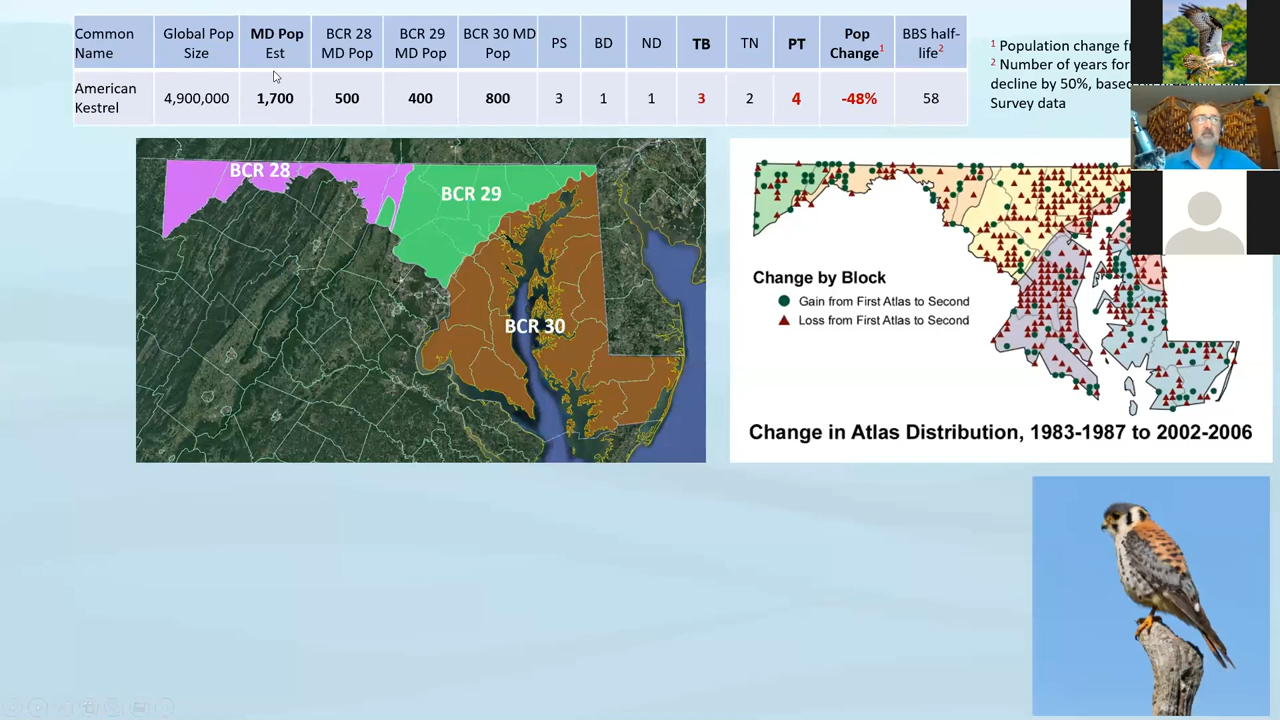 Common Name
Global Pop Size
MD Pop Est
BCR 28 MD Pop
BCR 29 MD Pop
BCR 30 MD Pop
PS
BD
ND
TB
TN
PT
Pop Change1
BBS half-life2
American Kestrel
4,900,000
1,700
500
400
800
3
1
1
3
2
4
-48%
58
1 Population change
2 Number of years for
decline by 50%,
Survey data
BCR 28
BCR 29
BCR 30
Change by Block
Gain from First Atlas to Second
Loss from First Atlas to Second
Change in Atlas Distribution, 1983-1987 to 2002-2006